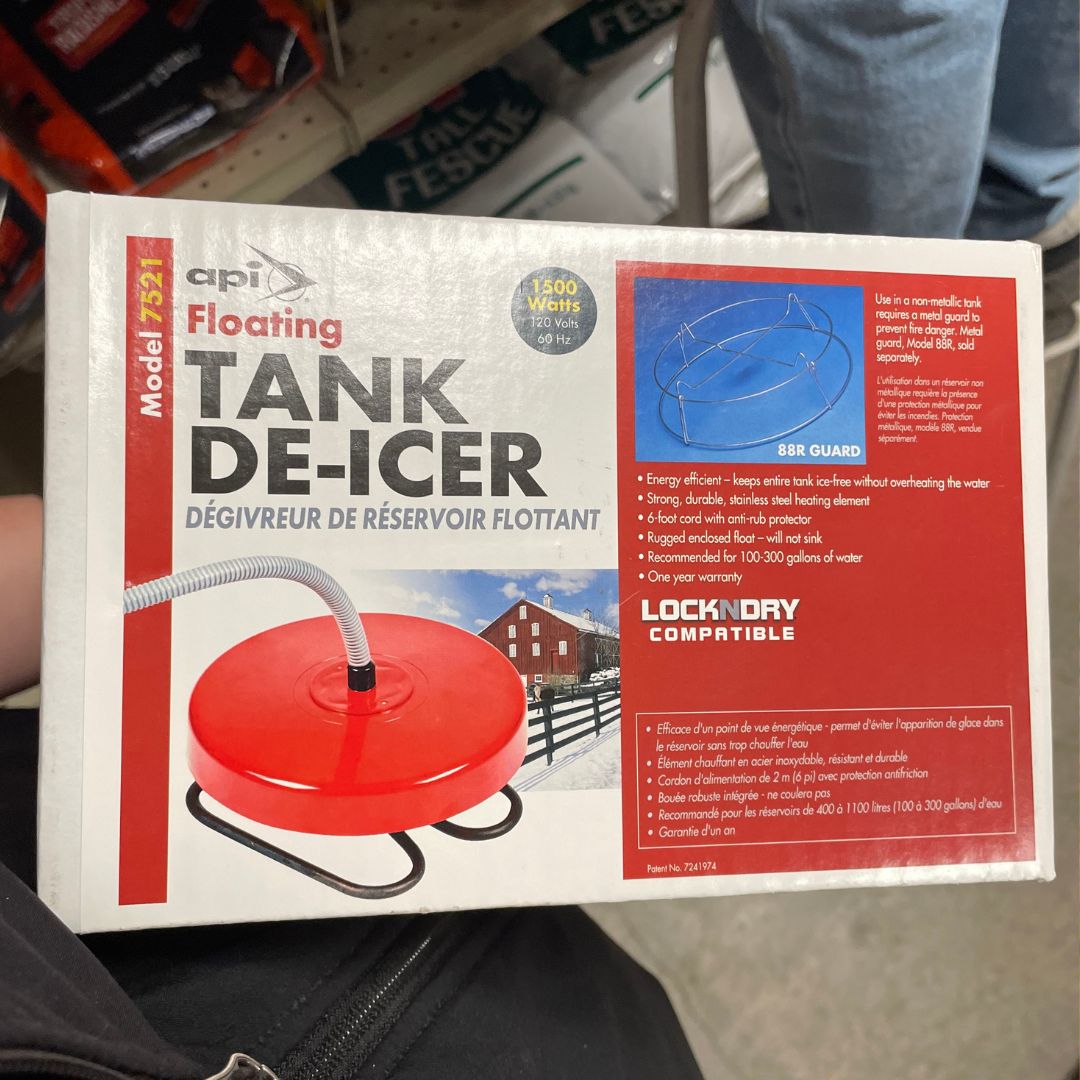 TALL
FESCUE
FES
Model 7521
api
Floating
TANK
DE-ICER
DÉGIVREUR DE RÉSERVOIR FLOTTANT
1500
Watts
120 Volts
60 Hz
88R GUARD
Use in a non-metallic tank
requires a metal guard to
prevent fire danger. Metal
guard, Model 88R, sold
separately.
L'utilisation dans un réservoir non
métallique requière la présence
d'une protection métallique pour
éviter les incendies. Protection
métallique, modèle 88R, vendue
séparément.
• Energy efficient – keeps entire tank ice-free without overheating the water
• Strong, durable, stainless steel heating element
• 6-foot cord with anti-rub protector
• Rugged enclosed float – will not sink
• Recommended for 100-300 gallons of water
• One year warranty
LOCKNDRY
COMPATIBLE
• Efficace d'un point de vue énergétique - permet d'éviter l'apparition de glace dans
le réservoir sans trop chauffer l'eau
• Élément chauffant en acier inoxydable, résistant et durable
• Cordon d'alimentation de 2 m (6 pi) avec protection antifriction
• Bouée robuste intégrée - ne coulera pas
• Recommandé pour les réservoirs de 400 à 1100 litres (100 à 300 gallons) d'eau
• Garantie d'un an
Patent No. 7241974